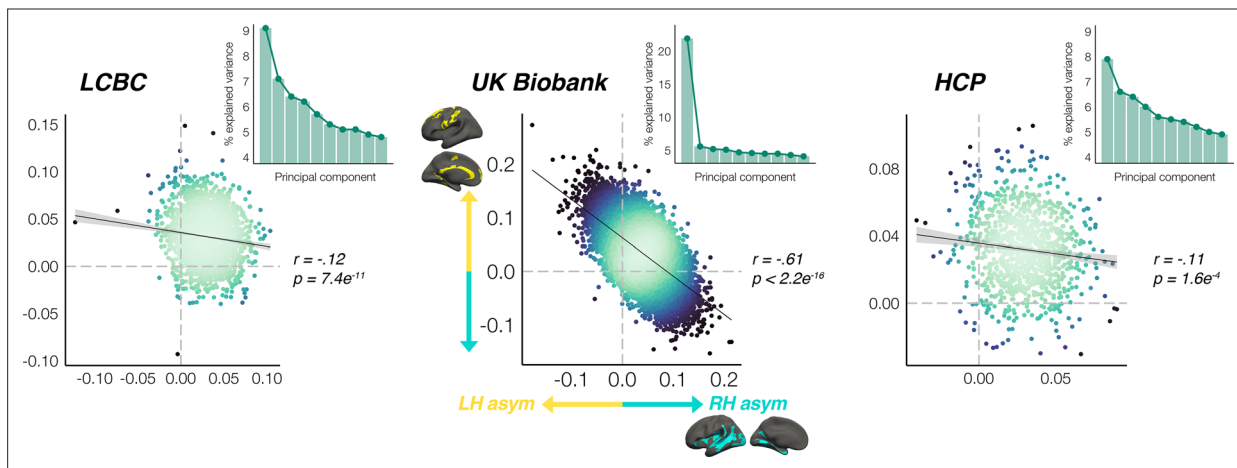 LCBC
% explained variance
9
8
7
6
5
4
Principal component
0.15
0.10
0.05
0.00
-0.05
-0.10
-0.10
-0.05
0.00
0.05
0.10
r = -.12
p = 7.4e-11
UK Biobank
% explained variance
20
15
10
5
Principal component
0.2
0.1
0.0
-0.1
-0.1
0.0
0.1
0.2
r = -.61
p < 2.2e-16
LH asym
RH asym
HCP
% explained variance
9
8
7
6
5
4
Principal component
0.08
0.04
0.00
0.00
0.05
r = -.11
p = 1.6e-4